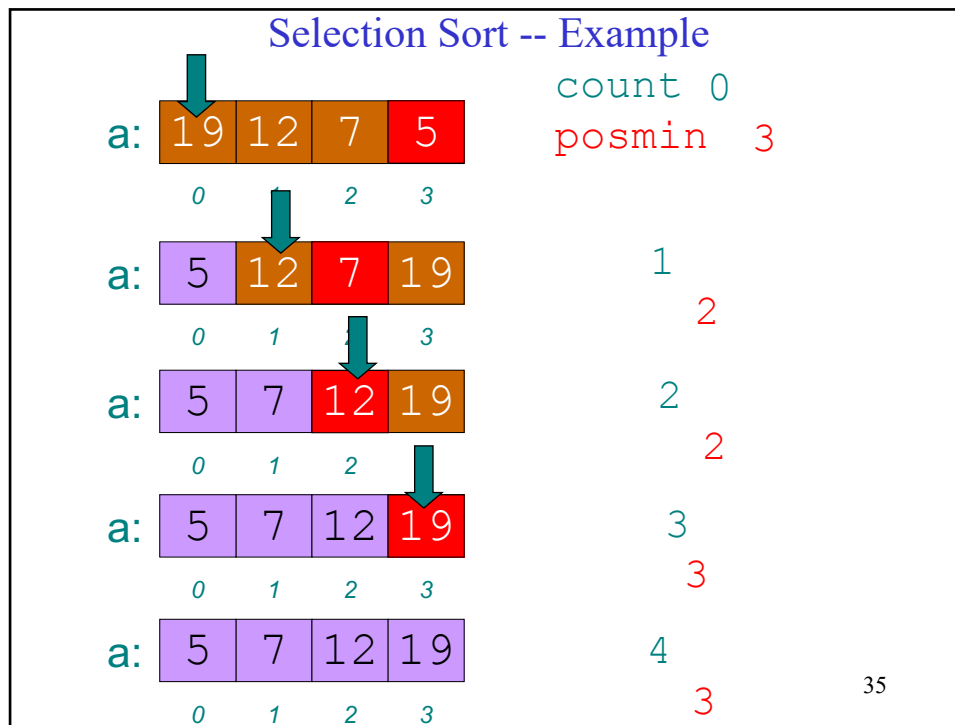 Selection Sort -- Example
count 0
a: 19 12 7 5
posmin 3
0 2 3
a: 5 12 7 19
1
2
0 1 3
a: 5 7 12 19
2
2
0 1 2
a: 5 7 12 19
3
3
0 1 2 3
a: 5 7 12 19
4
35
0 1 2 3
3